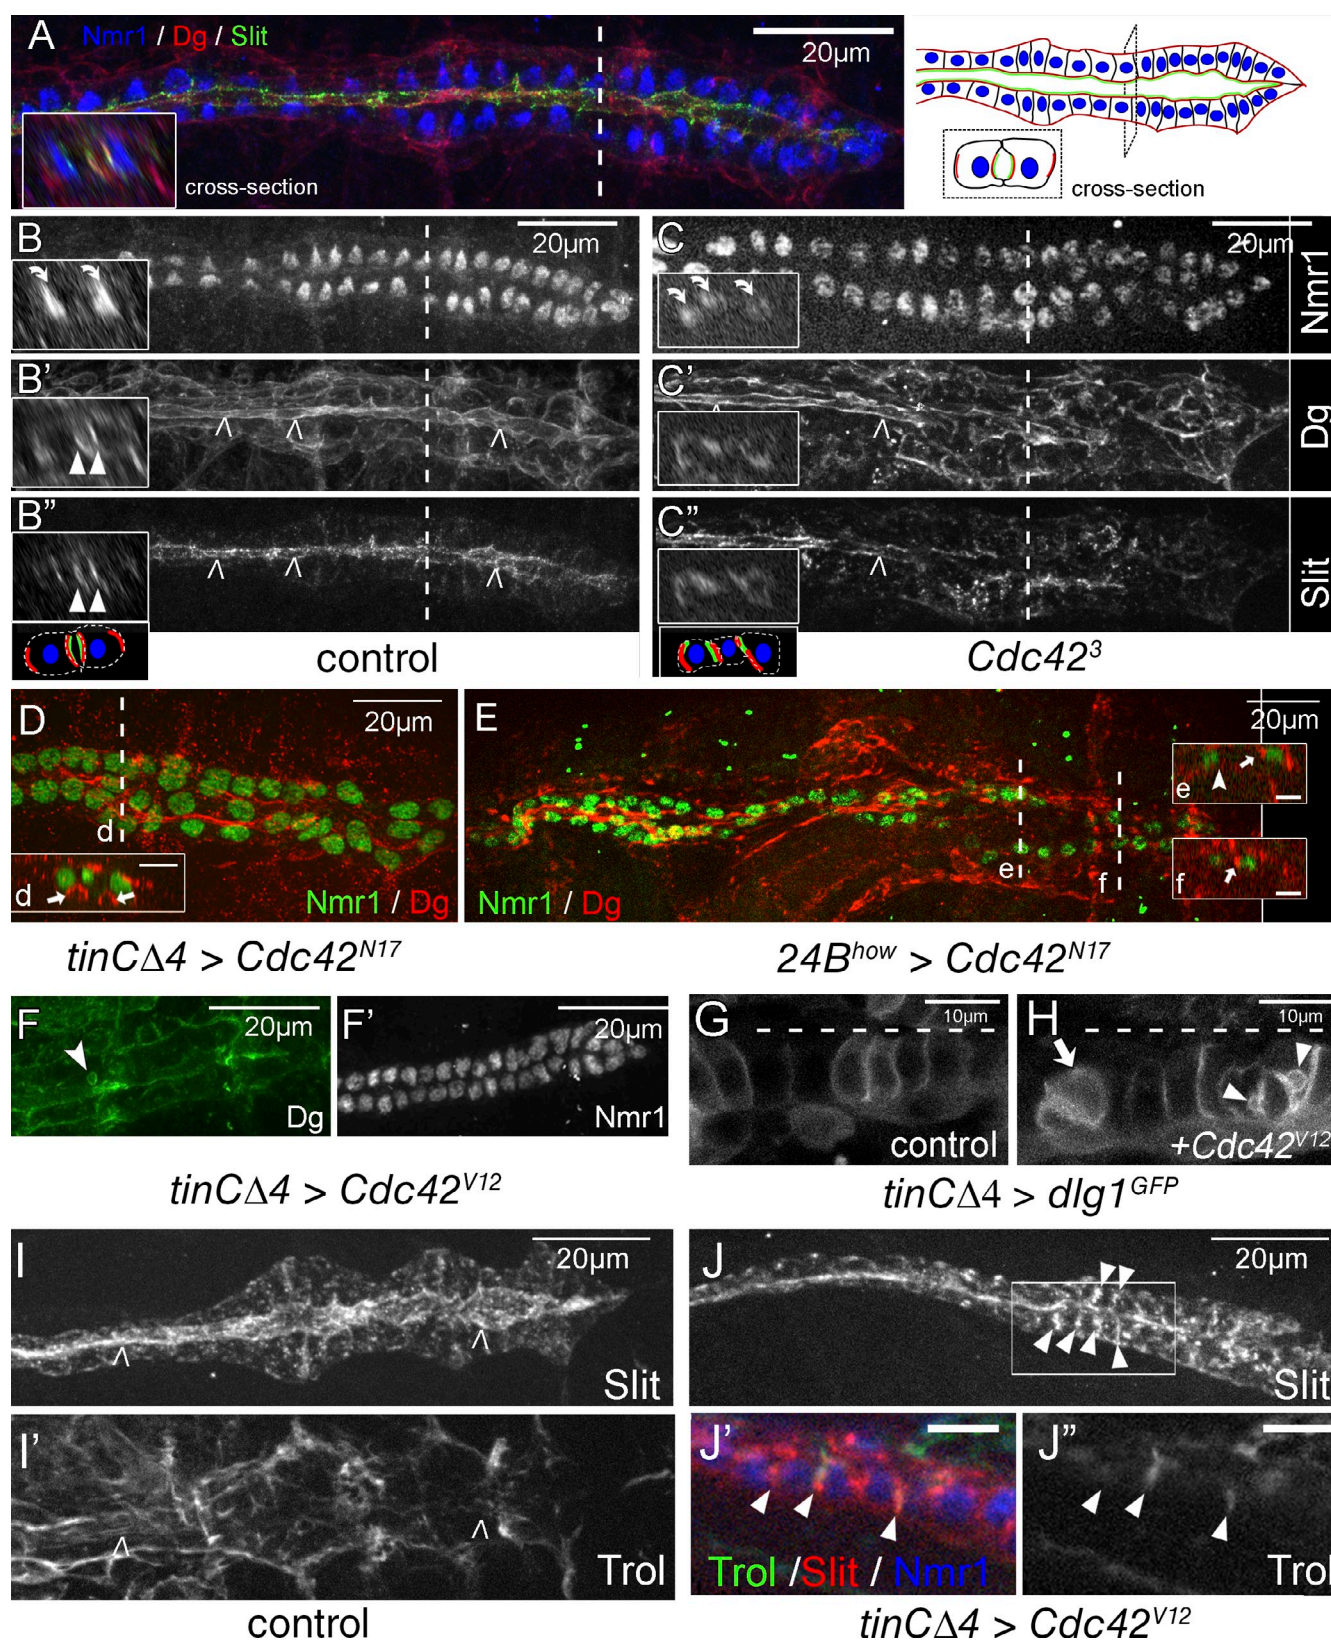 A Nmr1 / Dg / Slit
20µm
cross-section
cross-section
B
20µm
C
20µm
Nmr1
B'
C'
Dg
B"
C"
Slit
control
Cdc42³
D
20µm
d
d
Nmr1 / Dg
E
20µm
e
f
e
f
Nmr1 / Dg
tinCΔ4 > Cdc42ᴺ¹⁷
24Bʰᵒʷ > Cdc42ᴺ¹⁷
F
20µm
Dg
F'
20µm
Nmr1
G
10µm
control
H
10µm
+Cdc42ⱽ¹²
tinCΔ4 > Cdc42ⱽ¹²
tinCΔ4 > dlg1ᴳᶠᴾ
I
20µm
Slit
J
20µm
Slit
I'
Trol
J'
Trol /Slit / Nmr1
J"
Trol
control
tinCΔ4 > Cdc42ⱽ¹²